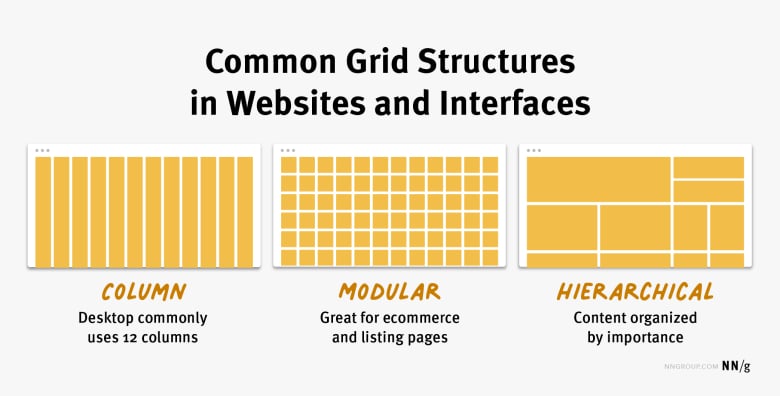 Common Grid Structures
in Websites and Interfaces
COLUMN
Desktop commonly
uses 12 columns
MODULAR
Great for ecommerce
and listing pages
HIERARCHICAL
Content organized
by importance
NNGROUP.COM NN/g